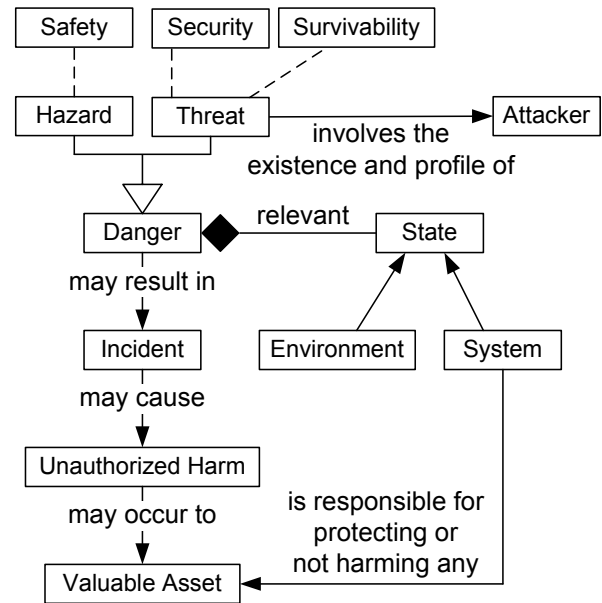 Safety
Security
Survivability
Hazard
Threat
Attacker
involves the
existence and profile of
Danger
relevant
State
may result in
Incident
Environment
System
may cause
Unauthorized Harm
may occur to
is responsible for
protecting or
not harming any
Valuable Asset